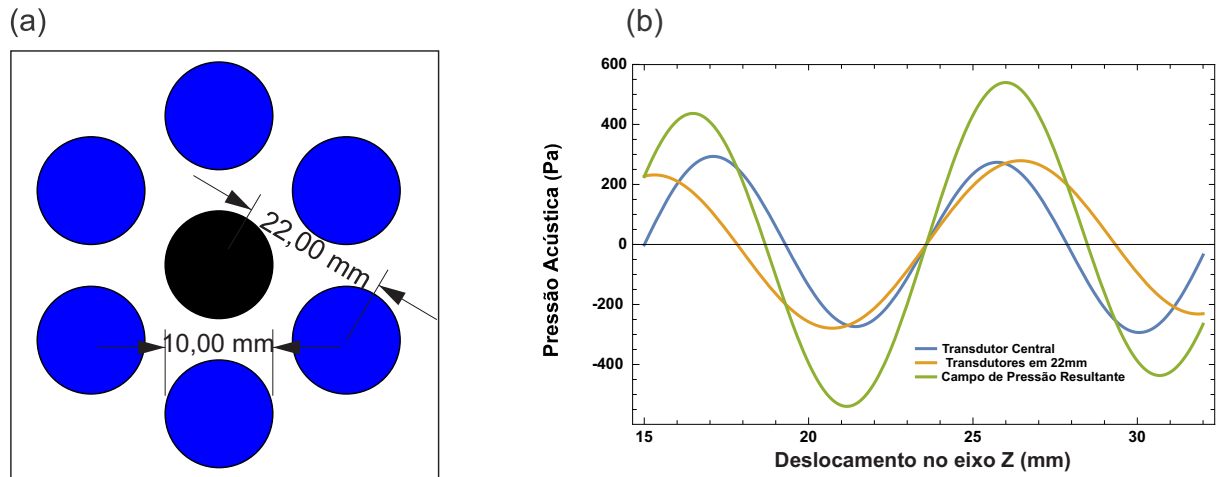 (a)
22,00 mm
10,00 mm
(b)
Pressão Acústica (Pa)
600
400
200
0
-200
-400
Transdutor Central
Transdutores em 22mm
Campo de Pressão Resultante
15
20
25
30
Deslocamento no eixo Z (mm)